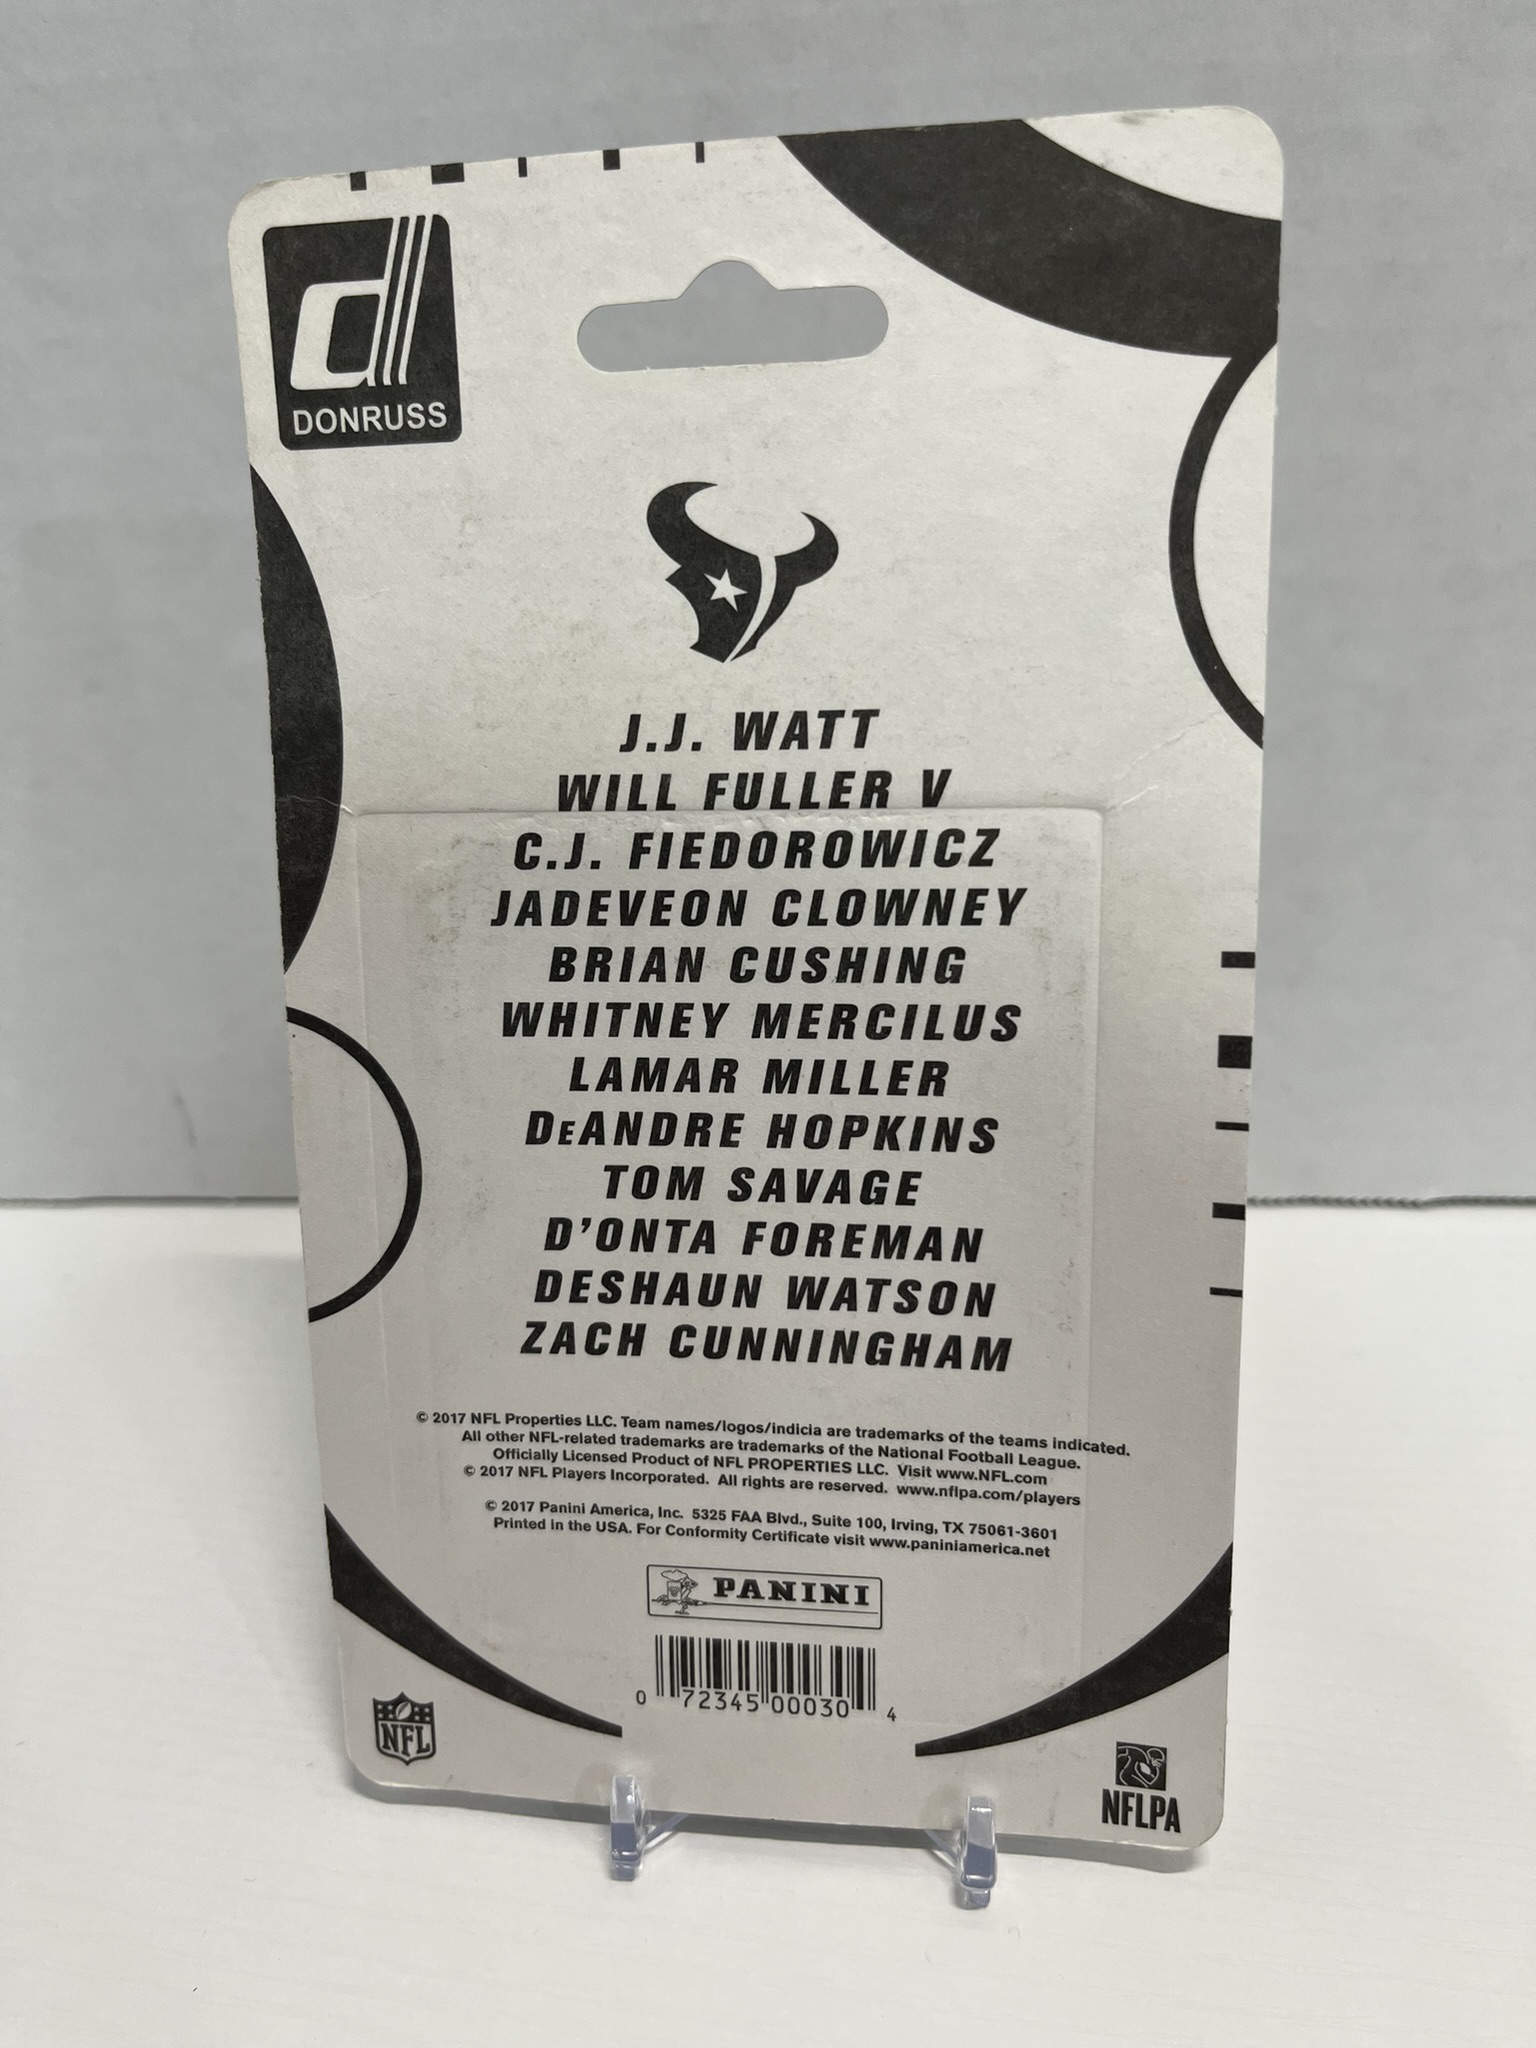 d
DONRUSS
J.J. WATT
WILL FULLER V
C.J. FIEDOROWICZ
JADEVEON CLOWNEY
BRIAN CUSHING
WHITNEY MERCILUS
LAMAR MILLER
DeANDRE HOPKINS
TOM SAVAGE
D'ONTA FOREMAN
DESHAUN WATSON
ZACH CUNNINGHAM
© 2017 NFL Properties LLC. Team names/logos/indicia are trademarks of the teams indicated.
All other NFL-related trademarks are trademarks of the National Football League.
Officially Licensed Product of NFL PROPERTIES LLC. Visit www.NFL.com
© 2017 NFL Players Incorporated. All rights are reserved. www.nflpa.com/players
© 2017 Panini America, Inc. 5325 FAA Blvd., Suite 100, Irving, TX 75061-3601
Printed in the USA. For Conformity Certificate visit www.paniniamerica.net
PANINI
0 72345 00030 4
NFL
NFLPA